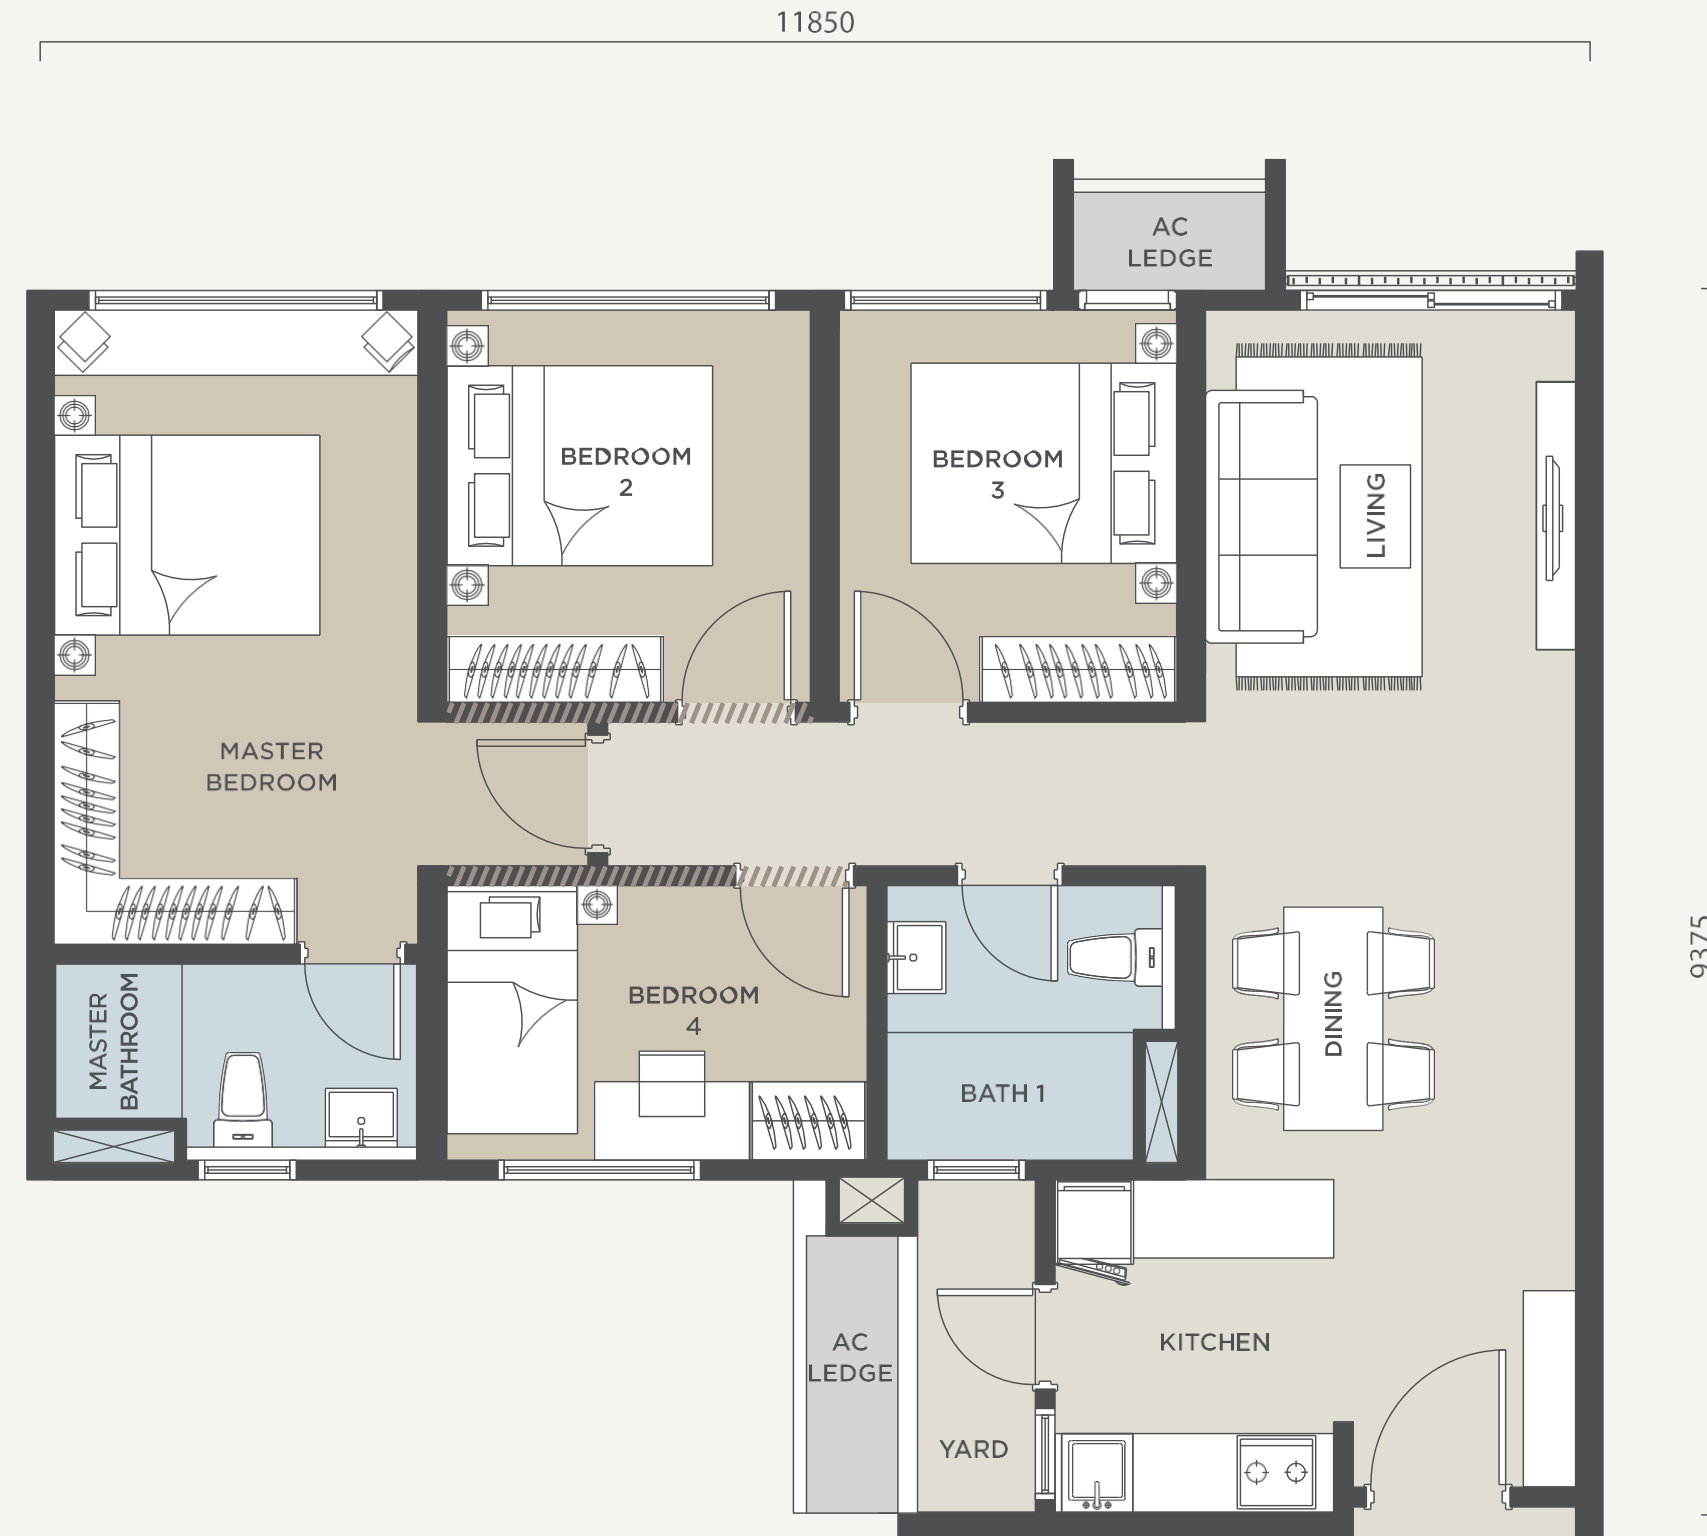 11850
AC
LEDGE
BEDROOM
2
BEDROOM
3
LIVING
MASTER
BEDROOM
9375
MASTER
BATHROOM
BEDROOM
4
BATH 1
DINING
AC
LEDGE
KITCHEN
YARD